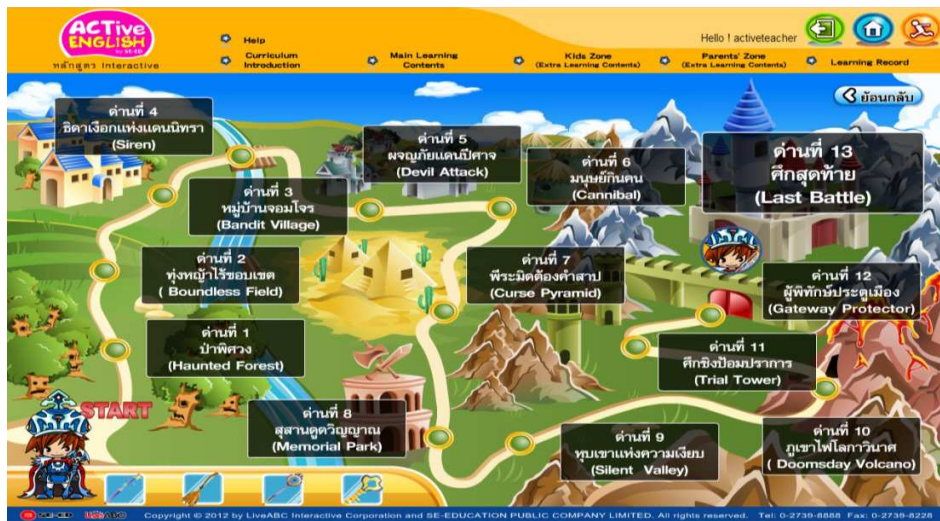 ACTive
ENGLISH
by SE-ED
หลักสูตร Interactive
Help
Curriculum
Introduction
Main Learning
Contents
Kids Zone
(Extra Learning Contents)
Parents' Zone
(Extra Learning Contents)
Learning Record
Hello ! activeteacher
ย้อนกลับ
ด่านที่ 4
ธิดาเงือกแห่งแดนนิทรา
(Siren)
ด่านที่ 5
ผจญภัยแดนปีศาจ
(Devil Attack)
ด่านที่ 6
มนุษย์กินคน
(Cannibal)
ด่านที่ 13
ศึกสุดท้าย
(Last Battle)
ด่านที่ 3
หมู่บ้านจอมโจร
(Bandit Village)
ด่านที่ 2
ทุ่งหญ้าไร้ขอบเขต
( Boundless Field)
ด่านที่ 7
พีระมิดต้องคำสาป
(Curse Pyramid)
ด่านที่ 12
ผู้พิทักษ์ประตูเมือง
(Gateway Protector)
ด่านที่ 1
ป่าพิศวง
(Haunted Forest)
ด่านที่ 11
ศึกชิงป้อมปราการ
(Trial Tower)
START
ด่านที่ 8
สุสานดูดวิญญาณ
(Memorial Park)
ด่านที่ 9
หุบเขาแห่งความเงียบ
(Silent Valley)
ด่านที่ 10
ภูเขาไฟโลกาวินาศ
( Doomsday Volcano)
SE-ED LiveABC Copyright © 2012 by LiveABC Interactive Corporation and SE-EDUCATION PUBLIC COMPANY LIMITED. All rights reserved. Tel: 0-2739-8888 Fax: 0-2739-8228